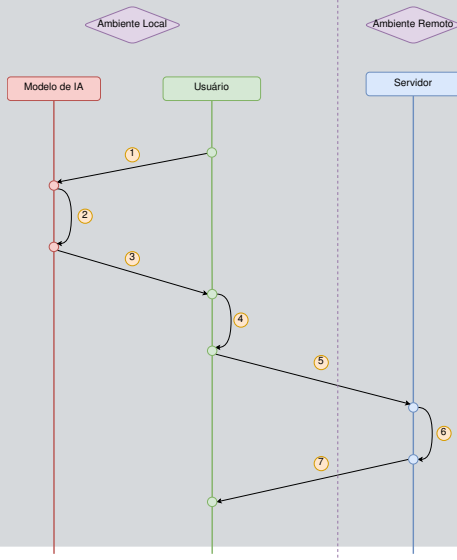 Ambiente Local
Ambiente Remoto
Modelo de IA
Usuário
Servidor
1
2
3
4
5
6
7